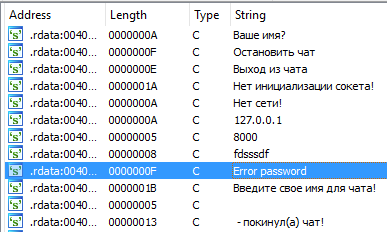 Address Length Type String
's' .rdata:0040... 0000000A C Ваше имя?
's' .rdata:0040... 0000000F C Остановить чат
's' .rdata:0040... 0000000E C Выход из чата
's' .rdata:0040... 0000001A C Нет инициализации сокета!
's' .rdata:0040... 0000000A C Нет сети!
's' .rdata:0040... 0000000A C 127.0.0.1
's' .rdata:0040... 00000005 C 8000
's' .rdata:0040... 00000008 C fdsssdf
's' .rdata:0040... 0000000F C Error password
's' .rdata:0040... 0000001B C Введите свое имя для чата!
's' .rdata:0040... 00000005 C
's' .rdata:0040... 00000013 C - покинул(а) чат!